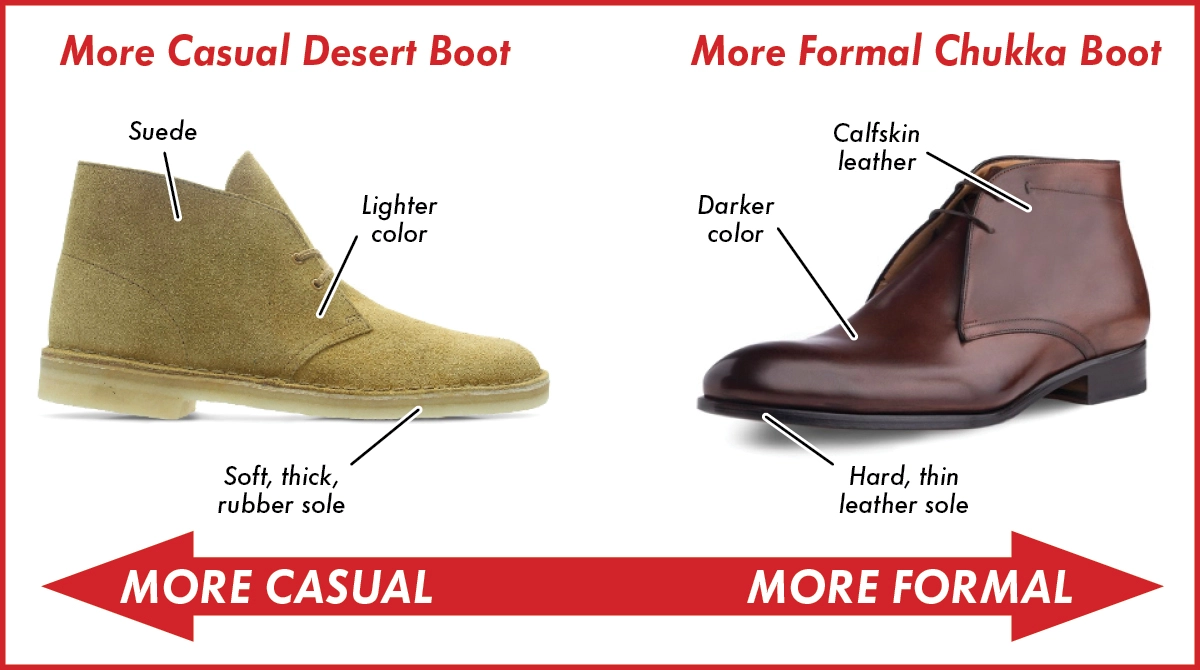 More Casual Desert Boot
More Formal Chukka Boot
Suede
Lighter
color
Soft, thick,
rubber sole
Calfskin
leather
Darker
color
Hard, thin
leather sole
MORE CASUAL
MORE FORMAL